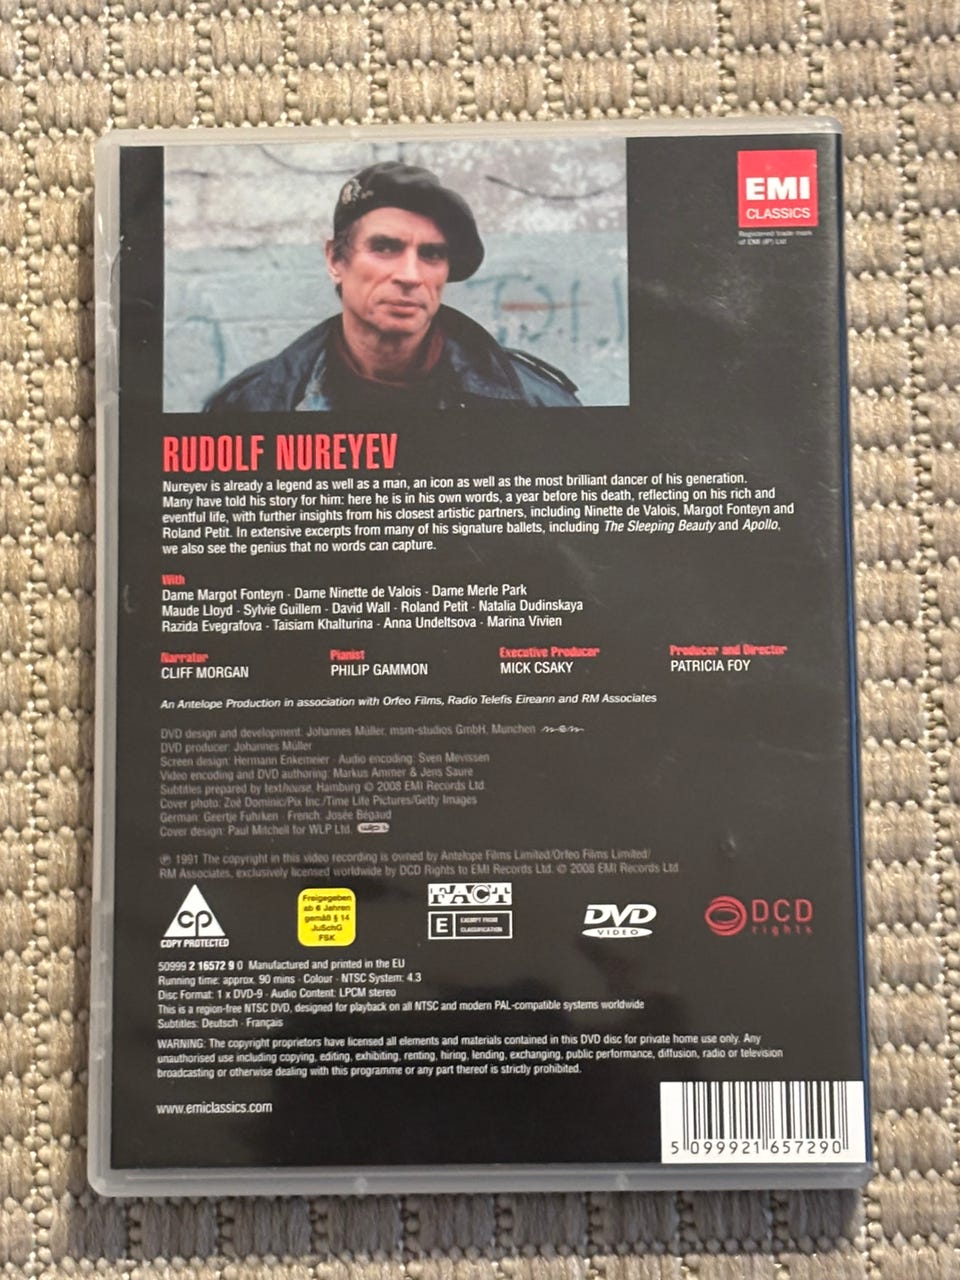 EMI
CLASSICS
Registered trade mark
of EMI (IP) Ltd
RUDOLF NUREYEV
Nureyev is already a legend as well as a man, an icon as well as the most brilliant dancer of his generation.
Many have told his story for him: here he is in his own words, a year before his death, reflecting on his rich and
eventful life, with further insights from his closest artistic partners, including Ninette de Valois, Margot Fonteyn and
Roland Petit. In extensive excerpts from many of his signature ballets, including The Sleeping Beauty and Apollo,
we also see the genius that no words can capture.
With
Dame Margot Fonteyn · Dame Ninette de Valois · Dame Merle Park
Maude Lloyd · Sylvie Guillem · David Wall · Roland Petit · Natalia Dudinskaya
Razida Evegrafova · Taisiam Khalturina · Anna Undeltsova · Marina Vivien
Narrator Pianist Executive Producer Producer and Director
CLIFF MORGAN PHILIP GAMMON MICK CSAKY PATRICIA FOY
An Antelope Production in association with Orfeo Films, Radio Telefis Eireann and RM Associates
DVD design and development: Johannes Müller, msm-studios GmbH, Munchen
DVD producer: Johannes Müller
Screen design: Hermann Enkemeier · Audio encoding: Sven Mevissen
Video encoding and DVD authoring: Markus Ammer & Jens Saure
Subtitles prepared by texthouse, Hamburg © 2008 EMI Records Ltd.
Cover photo: Zoë Dominic/Pix Inc./Time Life Pictures/Getty Images
German: Geertje Fuhrken · French: Josée Bégaud
Cover design: Paul Mitchell for WLP Ltd.
℗ 1991 The copyright in this video recording is owned by Antelope Films Limited/Orfeo Films Limited/
RM Associates, exclusively licensed worldwide by DCD Rights to EMI Records Ltd. © 2008 EMI Records Ltd.
CP
COPY PROTECTED
Freigegeben
ab 6 Jahren
gemäß § 14
JuSchG
FSK
FACT
E EXEMPT FROM
CLASSIFICATION
DVD
VIDEO
DCD
rights
50999 2 16572 9 0 Manufactured and printed in the EU
Running time: approx. 90 mins · Colour · NTSC System: 4.3
Disc Format: 1 x DVD-9 · Audio Content: LPCM stereo
This is a region-free NTSC DVD, designed for playback on all NTSC and modern PAL-compatible systems worldwide
Subtitles: Deutsch · Français
WARNING: The copyright proprietors have licensed all elements and materials contained in this DVD disc for private home use only. Any
unauthorised use including copying, editing, exhibiting, renting, hiring, lending, exchanging, public performance, diffusion, radio or television
broadcasting or otherwise dealing with this programme or any part thereof is strictly prohibited.
www.emiclassics.com
5 099921 657290